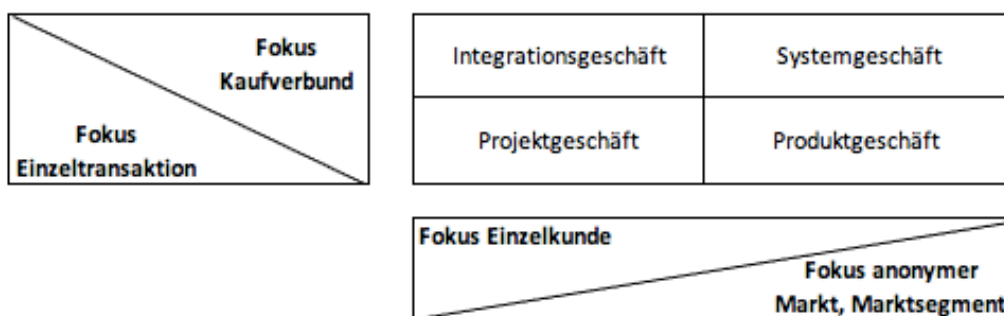 Fokus
Kaufverbund
Fokus
Einzeltransaktion
Integrationsgeschäft
Systemgeschäft
Projektgeschäft
Produktgeschäft
Fokus Einzelkunde
Fokus anonymer
Markt, Marktsegment